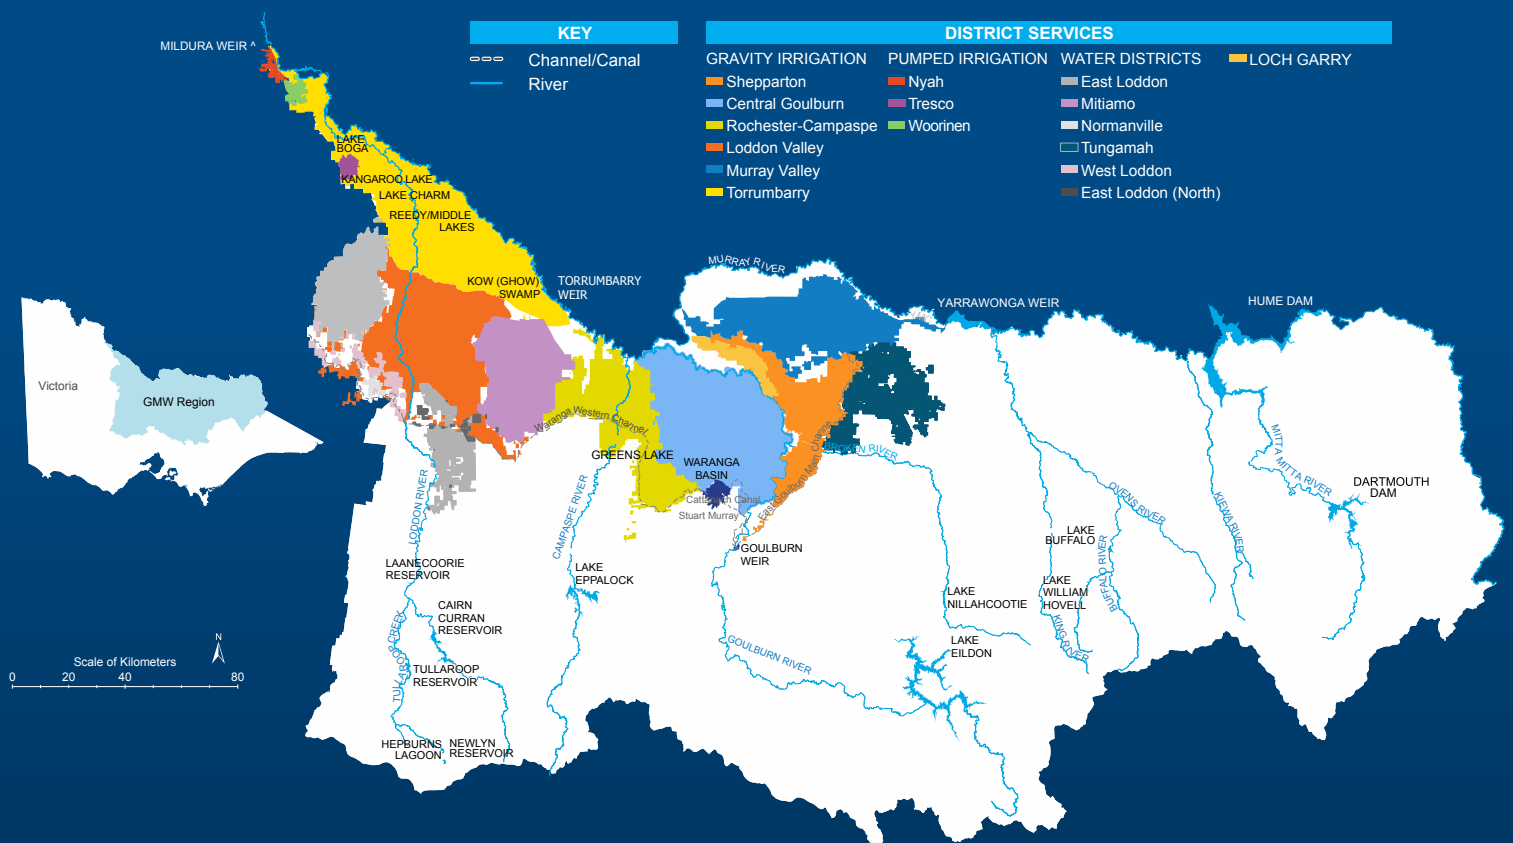 MILDURA WEIR ^
KEY
Channel/Canal
River
DISTRICT SERVICES
GRAVITY IRRIGATION
Shepparton
Central Goulburn
Rochester-Campaspe
Loddon Valley
Murray Valley
Torrumbarry
PUMPED IRRIGATION
Nyah
Tresco
Woorinen
WATER DISTRICTS
East Loddon
Mitiamo
Normanville
Tungamah
West Loddon
East Loddon (North)
LOCH GARRY
LAKE
BOGA
KANGAROO LAKE
LAKE CHARM
REEDY/MIDDLE
LAKES
KOW (GHOW)
SWAMP
TORRUMBARRY
WEIR
MURRAY RIVER
YARRAWONGA WEIR
HUME DAM
Victoria
GMW Region
Waranga Western Channel
GREENS LAKE
WARANGA
BASIN
Cattanach Canal
Stuart Murray
East Goulburn Main Channel
BROKEN RIVER
GOULBURN
WEIR
LODDON RIVER
CAMPASPE RIVER
OVENS RIVER
KIEWA RIVER
MITTA MITTA RIVER
DARTMOUTH
DAM
LAKE
BUFFALO
BUFFALO RIVER
LAANECOORIE
RESERVOIR
LAKE
EPPALOCK
LAKE
NILLAHCOOTIE
LAKE
WILLIAM
HOVELL
KING RIVER
CAIRN
CURRAN
RESERVOIR
TULLAROOP CREEK
TULLAROOP
RESERVOIR
GOULBURN RIVER
LAKE
EILDON
HEPBURNS
LAGOON
NEWLYN
RESERVOIR
N
Scale of Kilometers
0 20 40 80